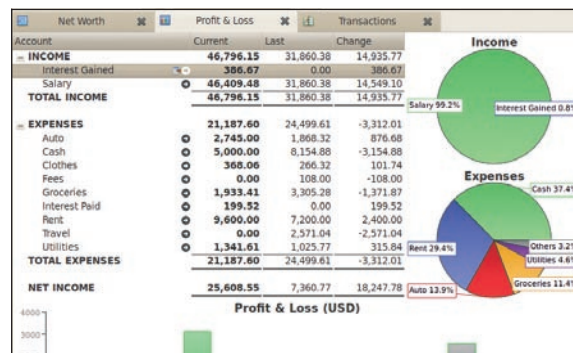 Net Worth Profit & Loss Transactions
Account Current Last Change
INCOME 46,796.15 31,860.38 14,935.77
Interest Gained 386.67 0.00 386.67
Salary 46,409.48 31,860.38 14,549.10
TOTAL INCOME 46,796.15 31,860.38 14,935.77
EXPENSES 21,187.60 24,499.61 -3,312.01
Auto 2,745.00 1,868.32 876.68
Cash 5,000.00 8,154.88 -3,154.88
Clothes 368.06 266.32 101.74
Fees 0.00 108.00 -108.00
Groceries 1,933.41 3,305.28 -1,371.87
Interest Paid 199.52 0.00 199.52
Rent 9,600.00 7,200.00 2,400.00
Travel 0.00 2,571.04 -2,571.04
Utilities 1,341.61 1,025.77 315.84
TOTAL EXPENSES 21,187.60 24,499.61 -3,312.01
NET INCOME 25,608.55 7,360.77 18,247.78
Income
Salary 99.2% Interest Gained 0.8%
Expenses
Cash 37.4%
Others 3.2%
Rent 29.4% Utilities 4.6%
Groceries 11.4%
Auto 13.9%
Profit & Loss (USD)
4000
3000